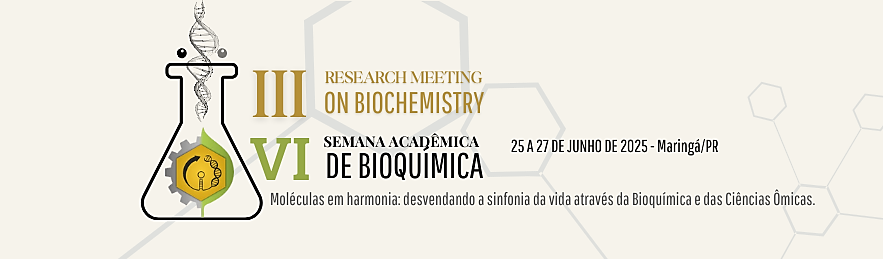 III RESEARCH MEETING
ON BIOCHEMISTRY
VI SEMANA ACADÊMICA
DE BIOQUÍMICA
25 A 27 DE JUNHO DE 2025 - Maringá/PR
Moléculas em harmonia: desvendando a sinfonia da vida através da Bioquímica e das Ciências Ômicas.